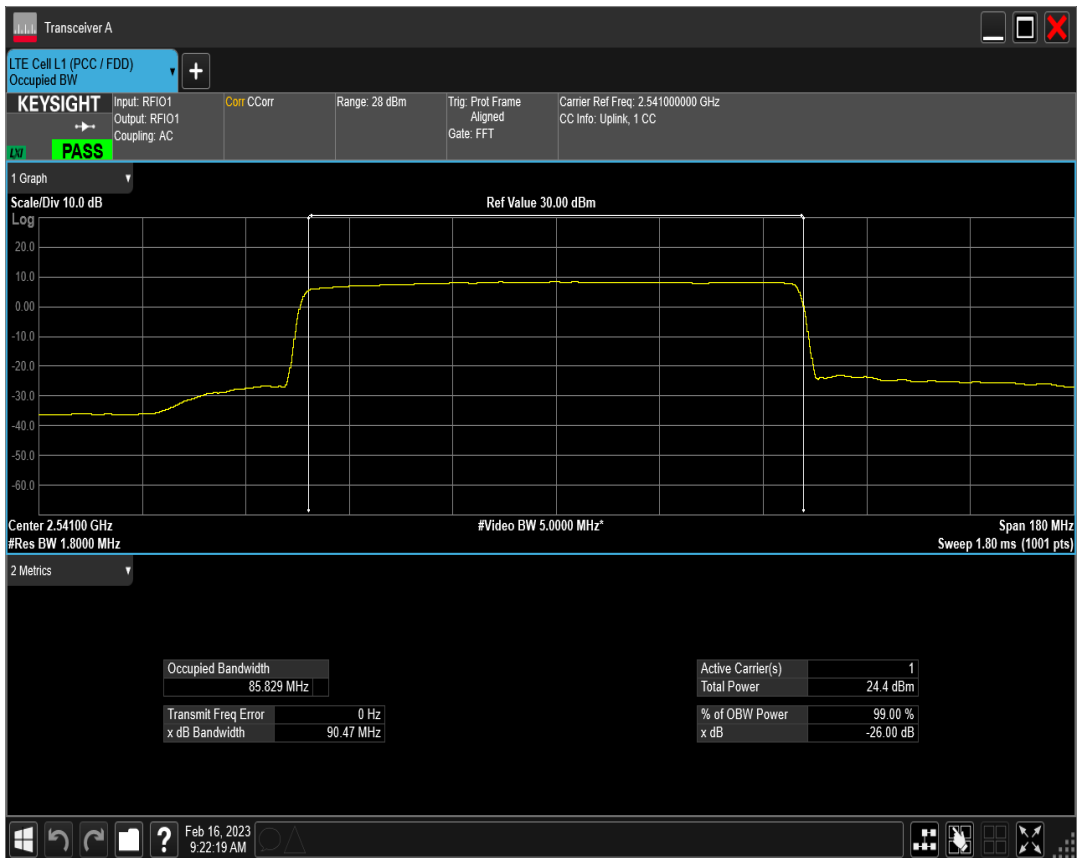 Transceiver A
LTE Cell L1 (PCC / FDD)
Occupied BW
+
KEYSIGHT
LXI
PASS
Input: RFIO1
Output: RFIO1
Coupling: AC
Corr CCorr
Range: 28 dBm
Trig: Prot Frame
Aligned
Gate: FFT
Carrier Ref Freq: 2.541000000 GHz
CC Info: Uplink, 1 CC
1 Graph
Scale/Div 10.0 dB
Ref Value 30.00 dBm
Log
20.0
10.0
0.00
-10.0
-20.0
-30.0
-40.0
-50.0
-60.0
Center 2.54100 GHz
#Video BW 5.0000 MHz*
Span 180 MHz
#Res BW 1.8000 MHz
Sweep 1.80 ms (1001 pts)
2 Metrics
Occupied Bandwidth
85.829 MHz
Transmit Freq Error 0 Hz
x dB Bandwidth 90.47 MHz
Active Carrier(s) 1
Total Power 24.4 dBm
% of OBW Power 99.00 %
x dB -26.00 dB
?
Feb 16, 2023
9:22:19 AM